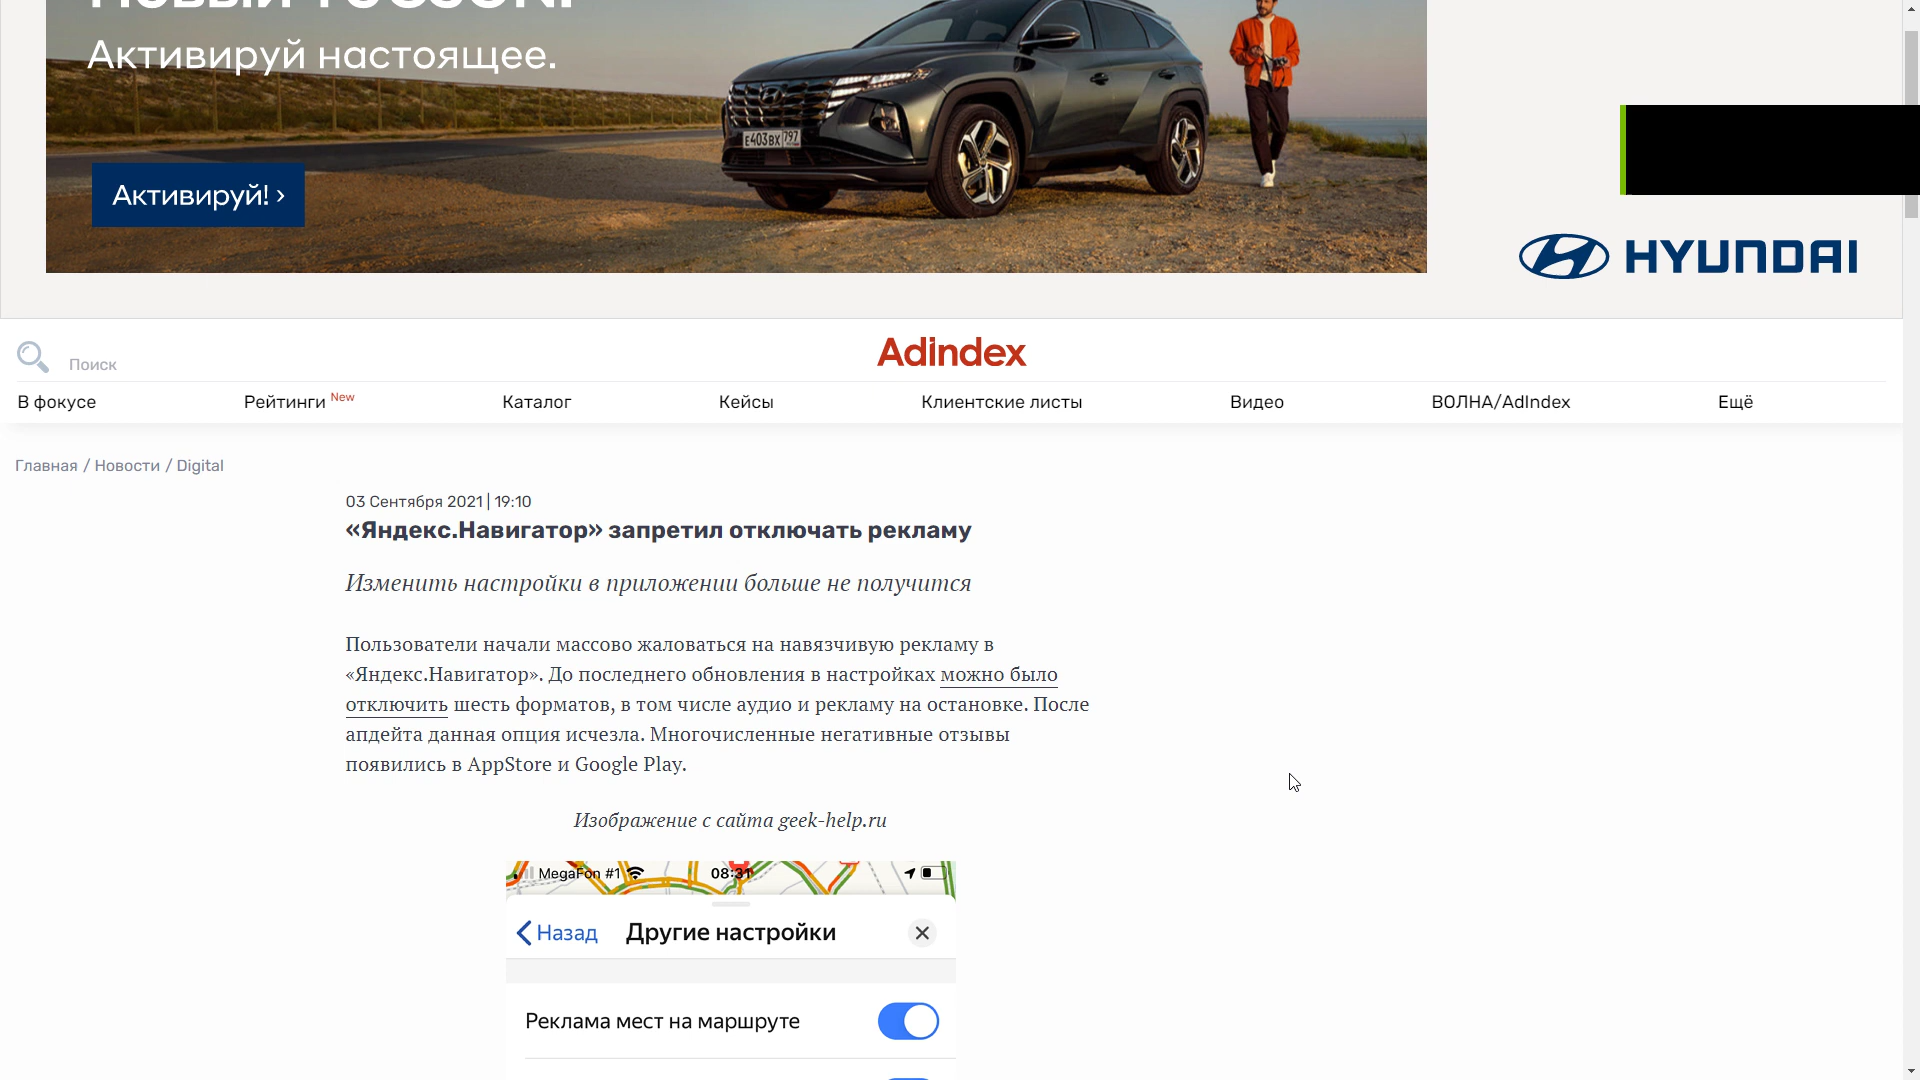 НОВЫЙ TUCSON.
Активируй настоящее.
Е403ВХ 797
Активируй! ›
HYUNDAI
Поиск
Adindex
В фокусе
Рейтинги New
Каталог
Кейсы
Клиентские листы
Видео
ВОЛНА/AdIndex
Ещё
Главная / Новости / Digital
03 Сентября 2021 | 19:10
«Яндекс.Навигатор» запретил отключать рекламу
Изменить настройки в приложении больше не получится
Пользователи начали массово жаловаться на навязчивую рекламу в
«Яндекс.Навигатор». До последнего обновления в настройках можно было
отключить шесть форматов, в том числе аудио и рекламу на остановке. После
апдейта данная опция исчезла. Многочисленные негативные отзывы
появились в AppStore и Google Play.
Изображение с сайта geek-help.ru
MegaFon #1 08:31
Назад Другие настройки
Реклама мест на маршруте